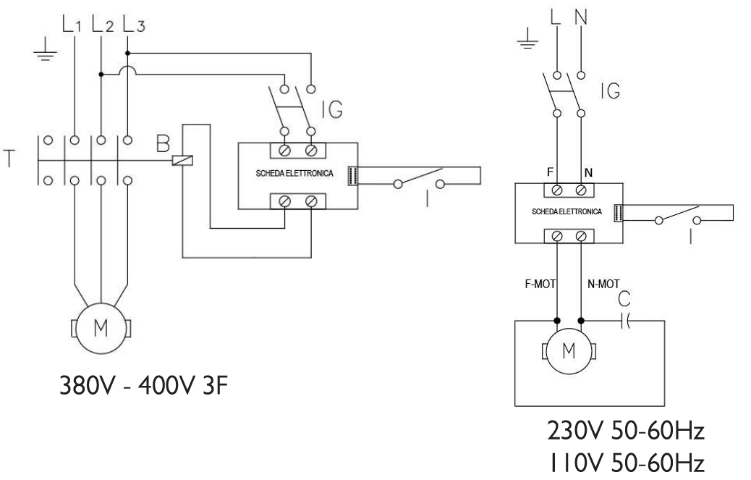 L1 L2 L3
IG
T
B
SCHEDA ELETTRONICA
I
M
380V - 400V 3F
L N
IG
F N
SCHEDA ELETTRONICA
I
F-MOT N-MOT
C
M
230V 50-60Hz
110V 50-60Hz